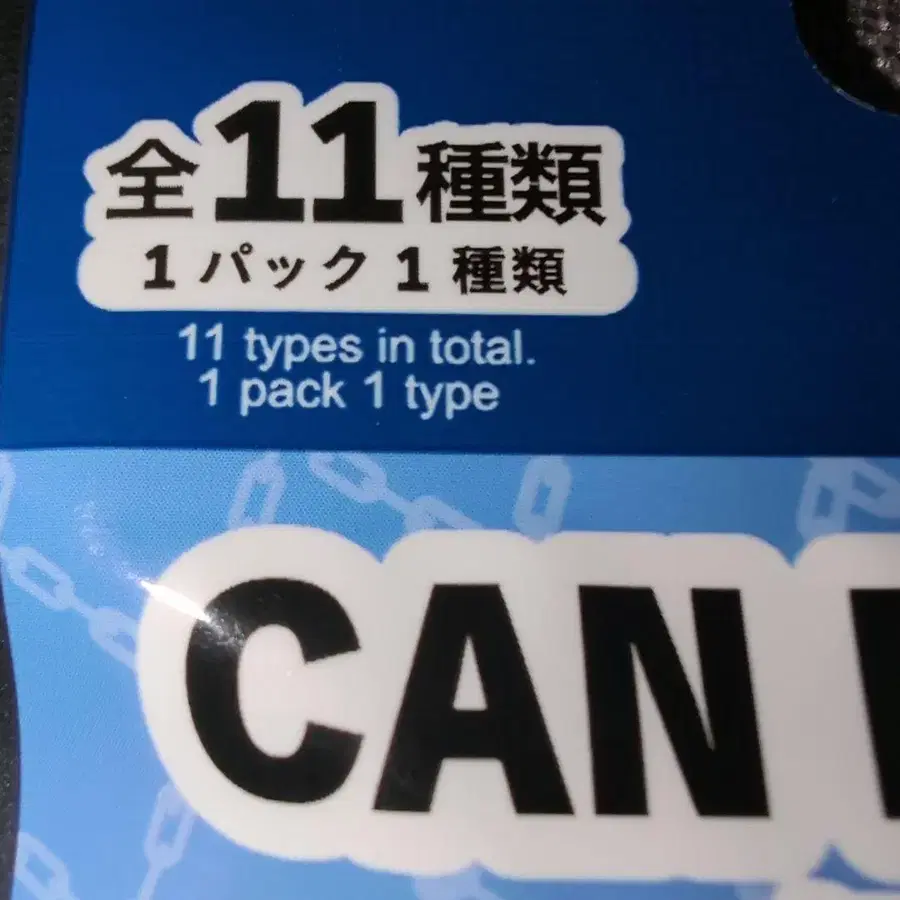 全11種類
1 パック 1 種類
11 types in total.
1 pack 1 type
CAN